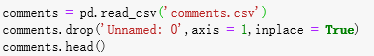 comments = pd.read_csv('comments.csv')
comments.drop('Unnamed: 0',axis = 1,inplace = True)
comments.head()